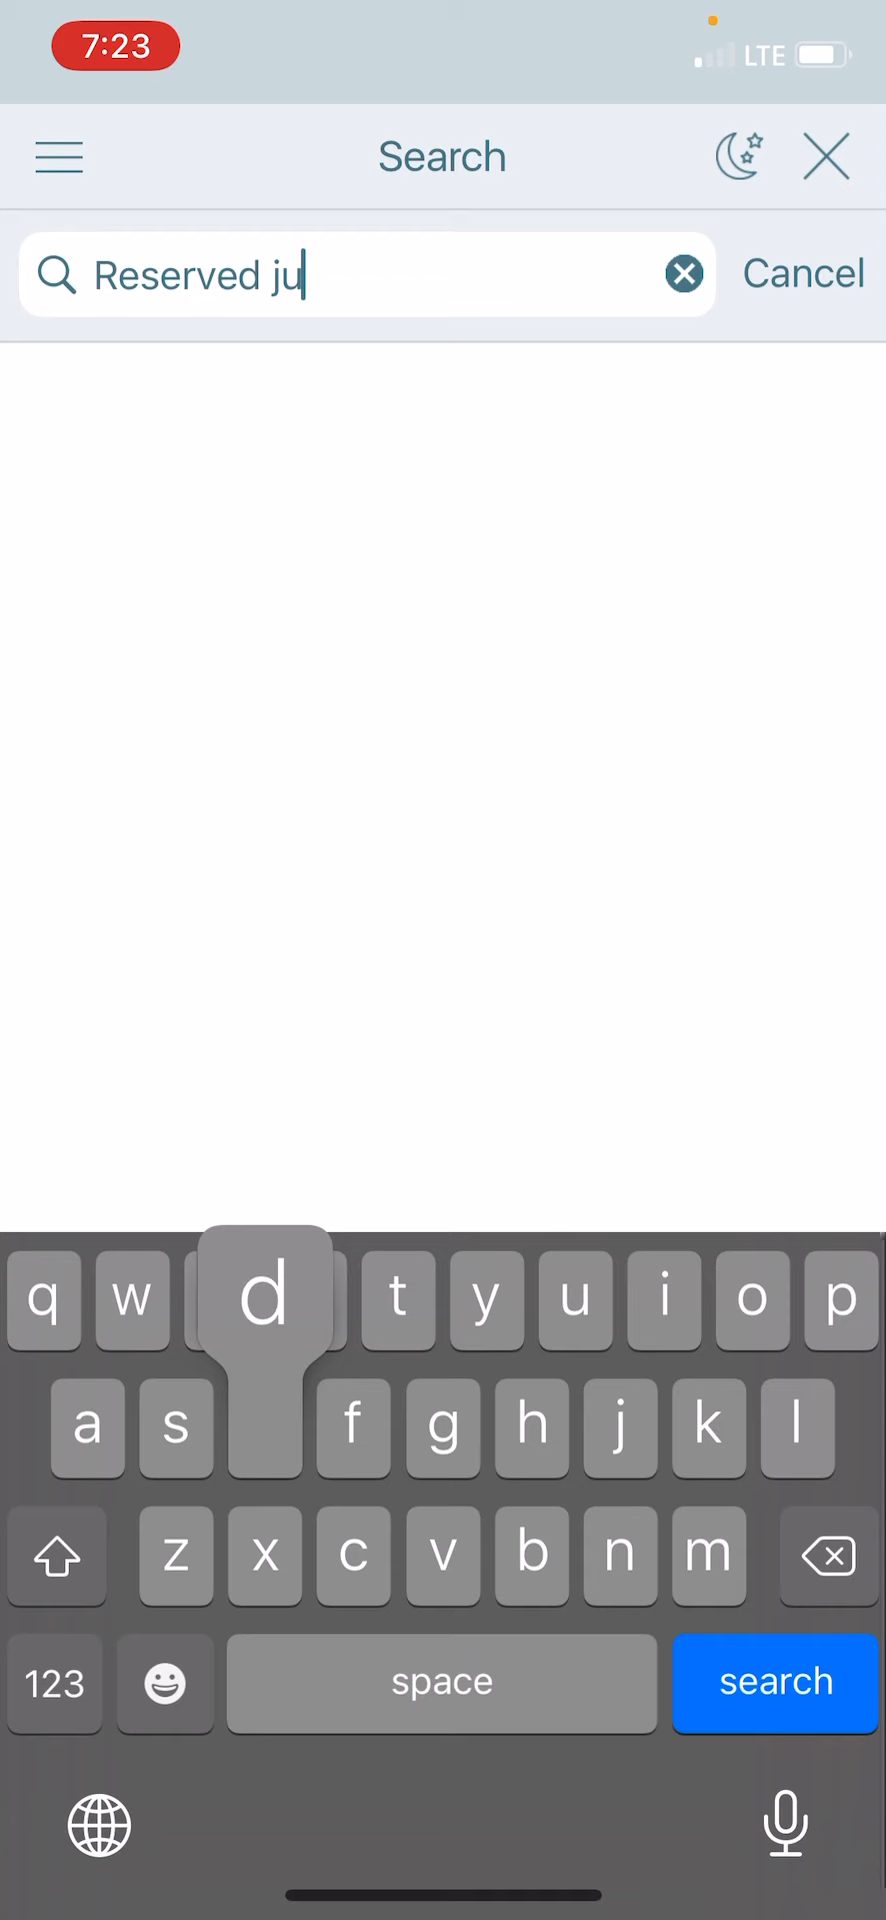 7:23 LTE
Search
Reserved ju Cancel
q w d t y u i o p
a s f g h j k l
z x c v b n m
123 space search